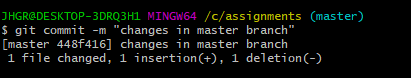 JHGR@DESKTOP-3DRQ3H1 MINGW64 /c/assignments (master)
$ git commit -m "changes in master branch"
[master 448f416] changes in master branch
 1 file changed, 1 insertion(+), 1 deletion(-)